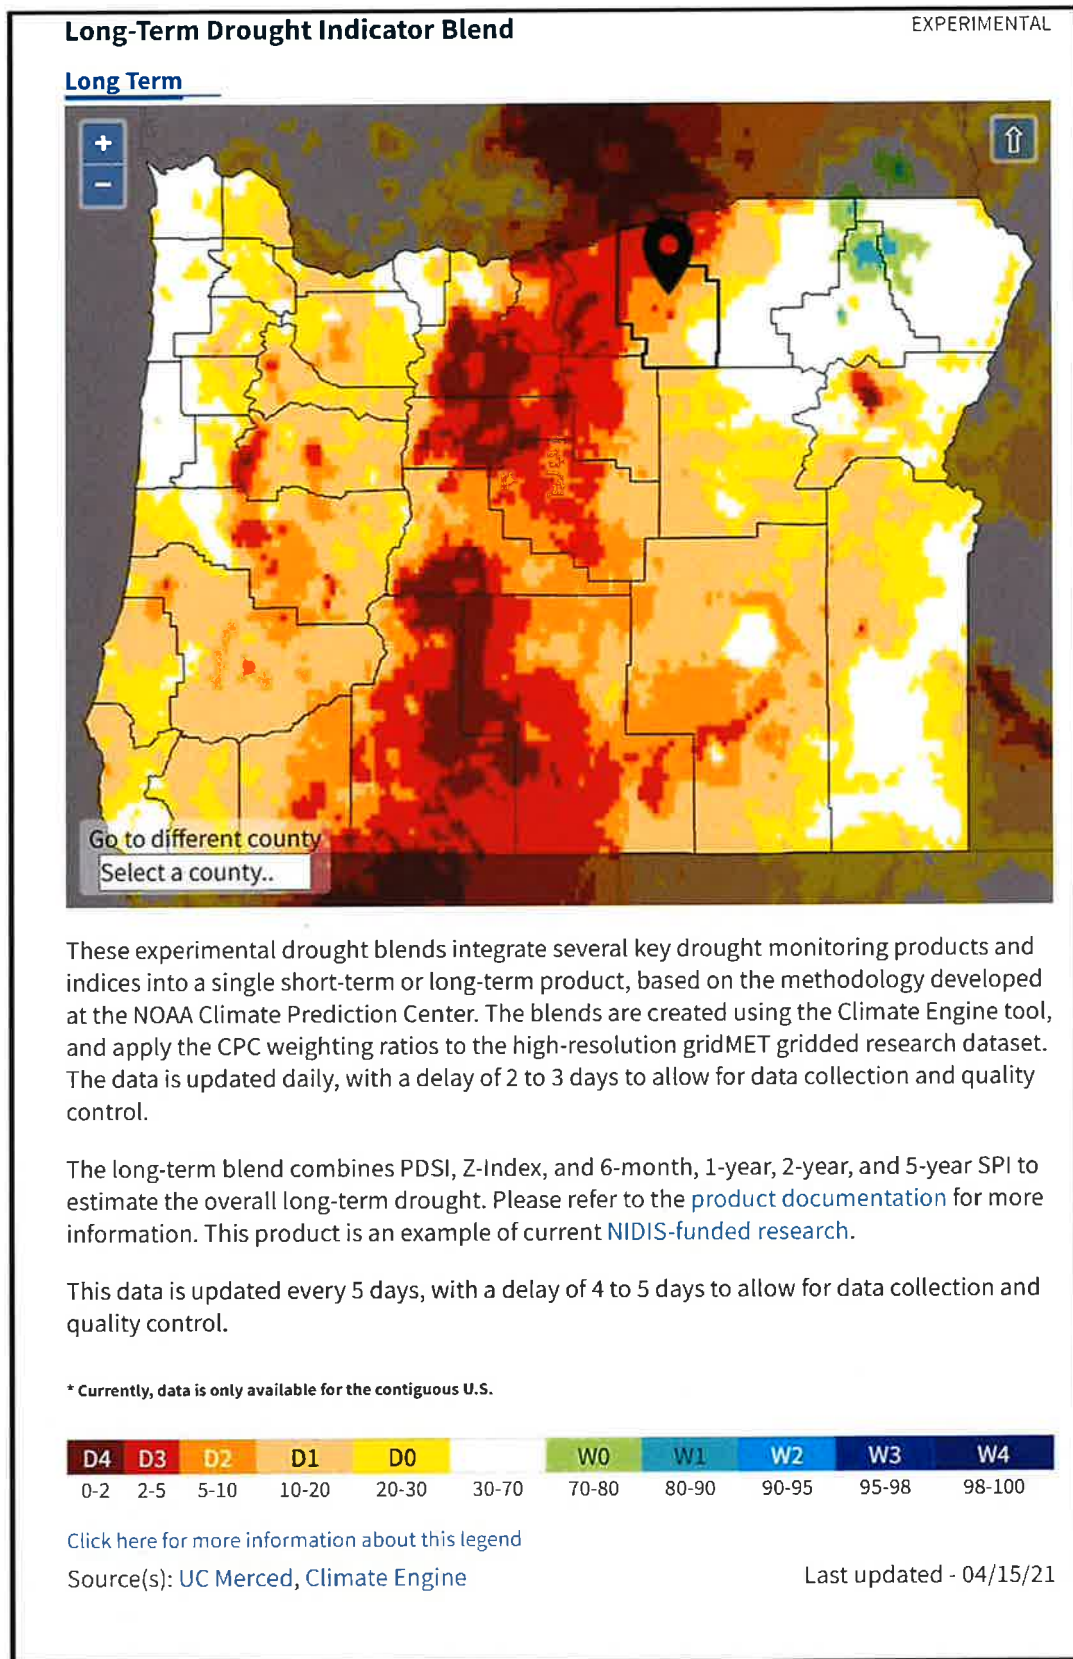 Long-Term Drought Indicator Blend
EXPERIMENTAL
Long Term
+
−
⇧
Go to different county
Select a county..
These experimental drought blends integrate several key drought monitoring products and
indices into a single short-term or long-term product, based on the methodology developed
at the NOAA Climate Prediction Center. The blends are created using the Climate Engine tool,
and apply the CPC weighting ratios to the high-resolution gridMET gridded research dataset.
The data is updated daily, with a delay of 2 to 3 days to allow for data collection and quality
control.
The long-term blend combines PDSI, Z-Index, and 6-month, 1-year, 2-year, and 5-year SPI to
estimate the overall long-term drought. Please refer to the product documentation for more
information. This product is an example of current NIDIS-funded research.
This data is updated every 5 days, with a delay of 4 to 5 days to allow for data collection and
quality control.
* Currently, data is only available for the contiguous U.S.
D4 D3 D2 D1 D0 W0 W1 W2 W3 W4
0-2 2-5 5-10 10-20 20-30 30-70 70-80 80-90 90-95 95-98 98-100
Click here for more information about this legend
Source(s): UC Merced, Climate Engine
Last updated - 04/15/21